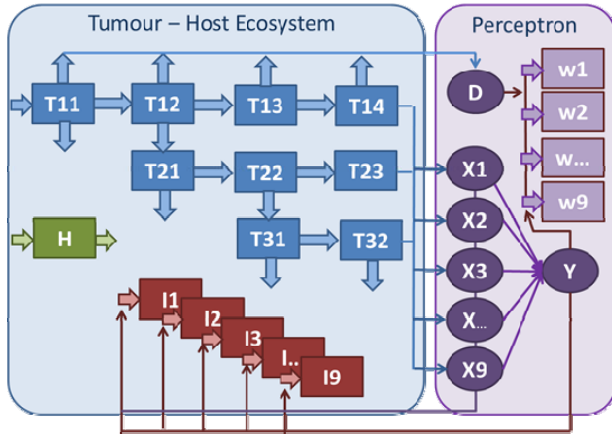 Tumour – Host Ecosystem
Perceptron
T11
T12
T13
T14
T21
T22
T23
H
T31
T32
I1
I2
I3
I..
I9
D
X1
X2
X3
X...
X9
Y
w1
w2
w...
w9